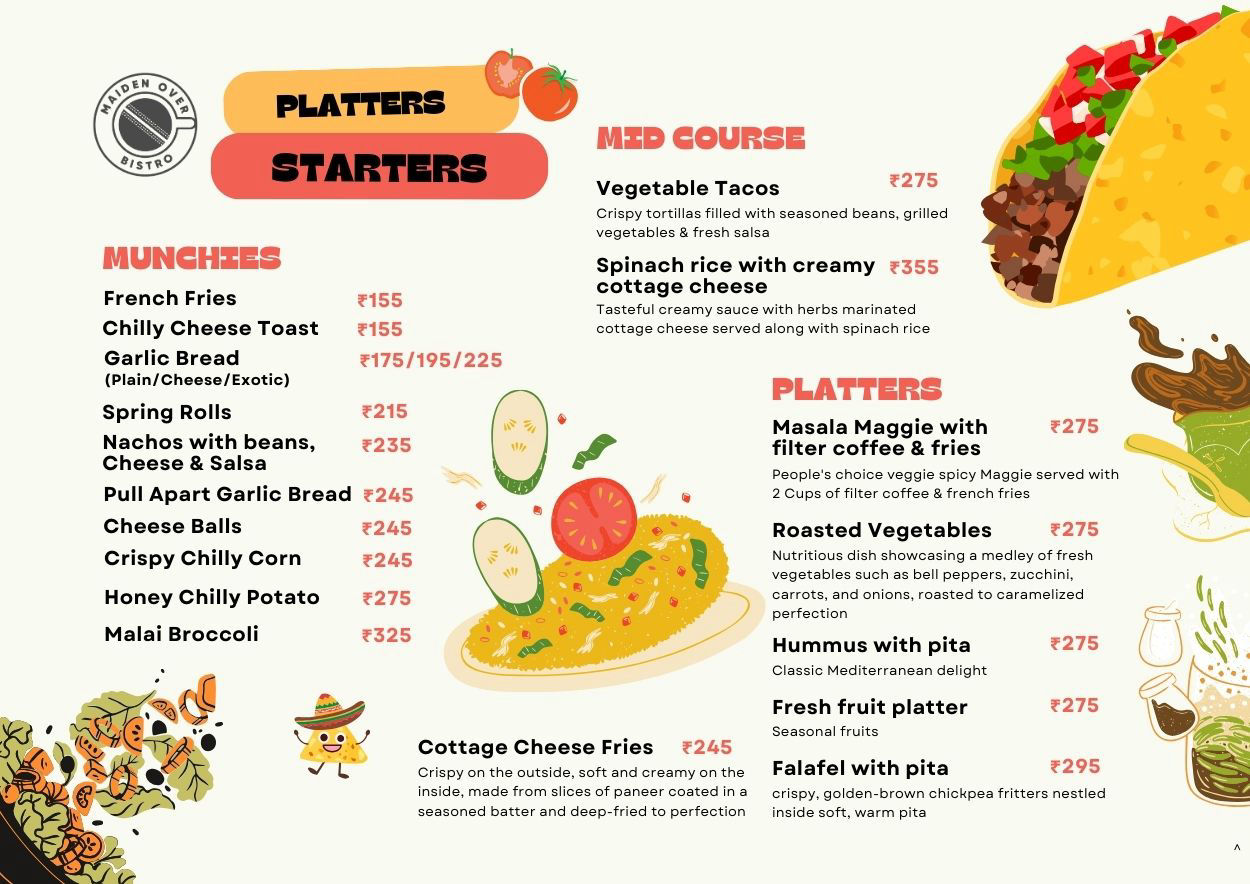 MAIDEN OVER
BISTRO
PLATTERS
STARTERS
MUNCHIES
French Fries ₹155
Chilly Cheese Toast ₹155
Garlic Bread ₹175/195/225
(Plain/Cheese/Exotic)
Spring Rolls ₹215
Nachos with beans, ₹235
Cheese & Salsa
Pull Apart Garlic Bread ₹245
Cheese Balls ₹245
Crispy Chilly Corn ₹245
Honey Chilly Potato ₹275
Malai Broccoli ₹325
Cottage Cheese Fries ₹245
Crispy on the outside, soft and creamy on the
inside, made from slices of paneer coated in a
seasoned batter and deep-fried to perfection
MID COURSE
Vegetable Tacos ₹275
Crispy tortillas filled with seasoned beans, grilled
vegetables & fresh salsa
Spinach rice with creamy ₹355
cottage cheese
Tasteful creamy sauce with herbs marinated
cottage cheese served along with spinach rice
PLATTERS
Masala Maggie with ₹275
filter coffee & fries
People's choice veggie spicy Maggie served with
2 Cups of filter coffee & french fries
Roasted Vegetables ₹275
Nutritious dish showcasing a medley of fresh
vegetables such as bell peppers, zucchini,
carrots, and onions, roasted to caramelized
perfection
Hummus with pita ₹275
Classic Mediterranean delight
Fresh fruit platter ₹275
Seasonal fruits
Falafel with pita ₹295
crispy, golden-brown chickpea fritters nestled
inside soft, warm pita
^